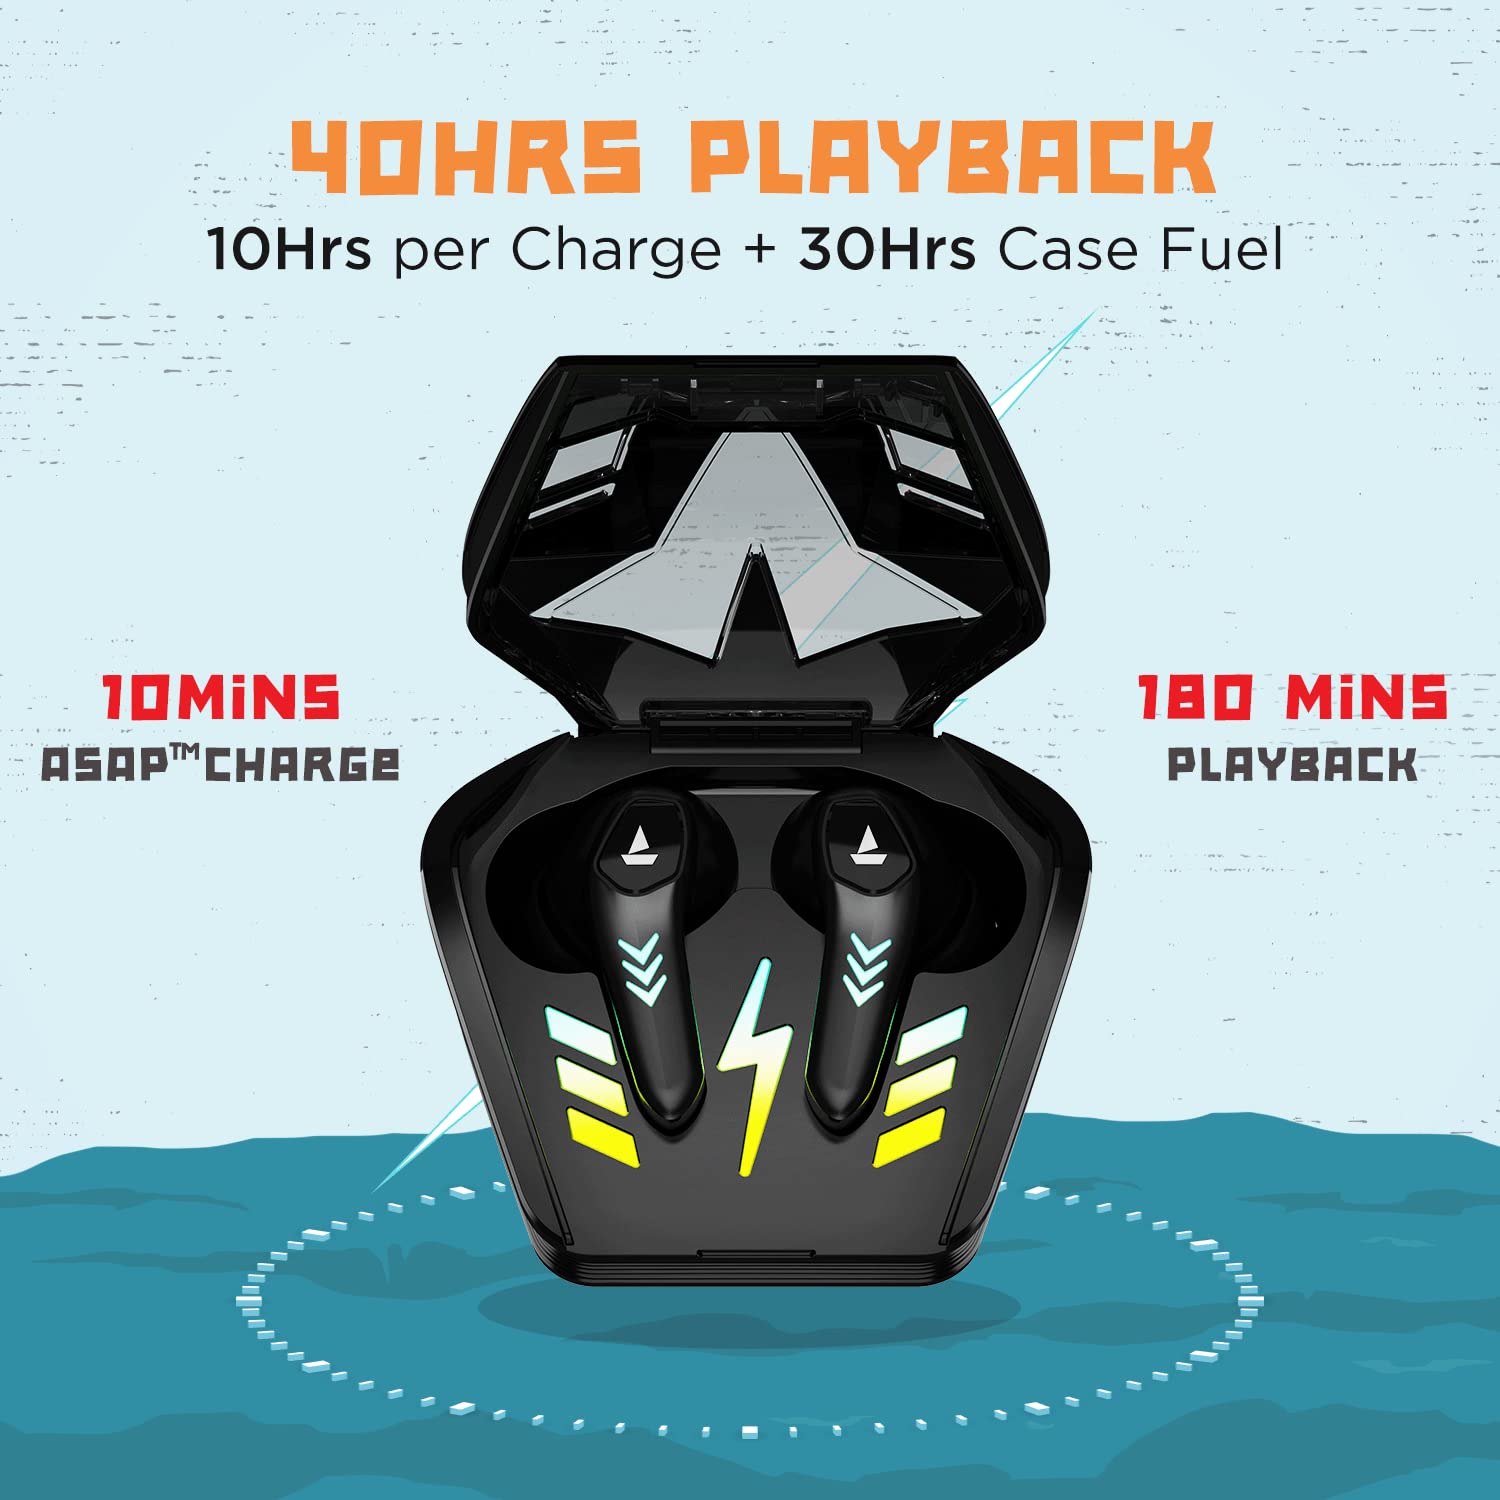 40HRS PLAYBACK
10Hrs per Charge + 30Hrs Case Fuel
10MiNS
ASAP™CHARGE
180 MiNS
PLAYBACK